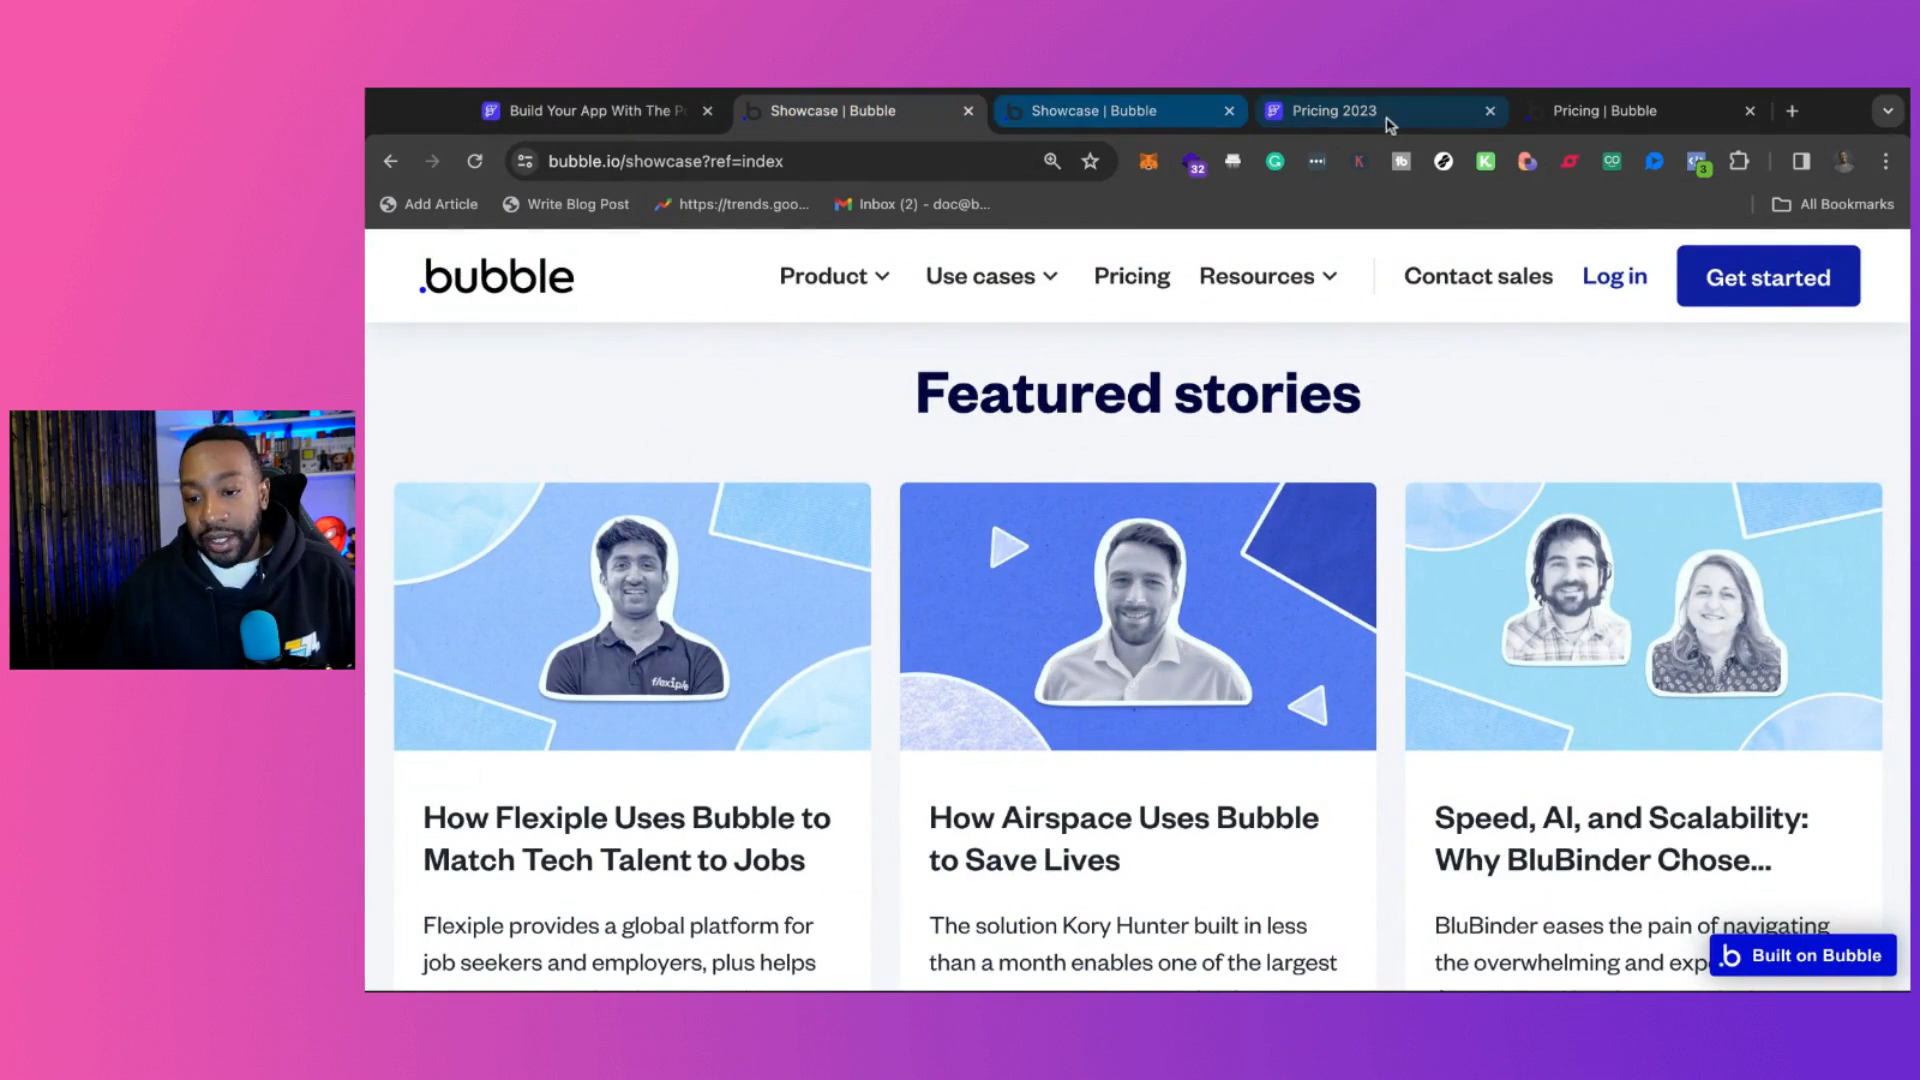 Build Your App With The P
Showcase | Bubble
Showcase | Bubble
Pricing 2023
Pricing | Bubble
bubble.io/showcase?ref=index
32
3
Add Article
Write Blog Post
https://trends.goo...
Inbox (2) - doc@b...
All Bookmarks
.bubble
Product
Use cases
Pricing
Resources
Contact sales
Log in
Get started
Featured stories
flexiple
How Flexiple Uses Bubble to
Match Tech Talent to Jobs
Flexiple provides a global platform for
job seekers and employers, plus helps
How Airspace Uses Bubble
to Save Lives
The solution Kory Hunter built in less
than a month enables one of the largest
Speed, AI, and Scalability:
Why BluBinder Chose...
BluBinder eases the pain of navigating
the overwhelming and exp
.b Built on Bubble